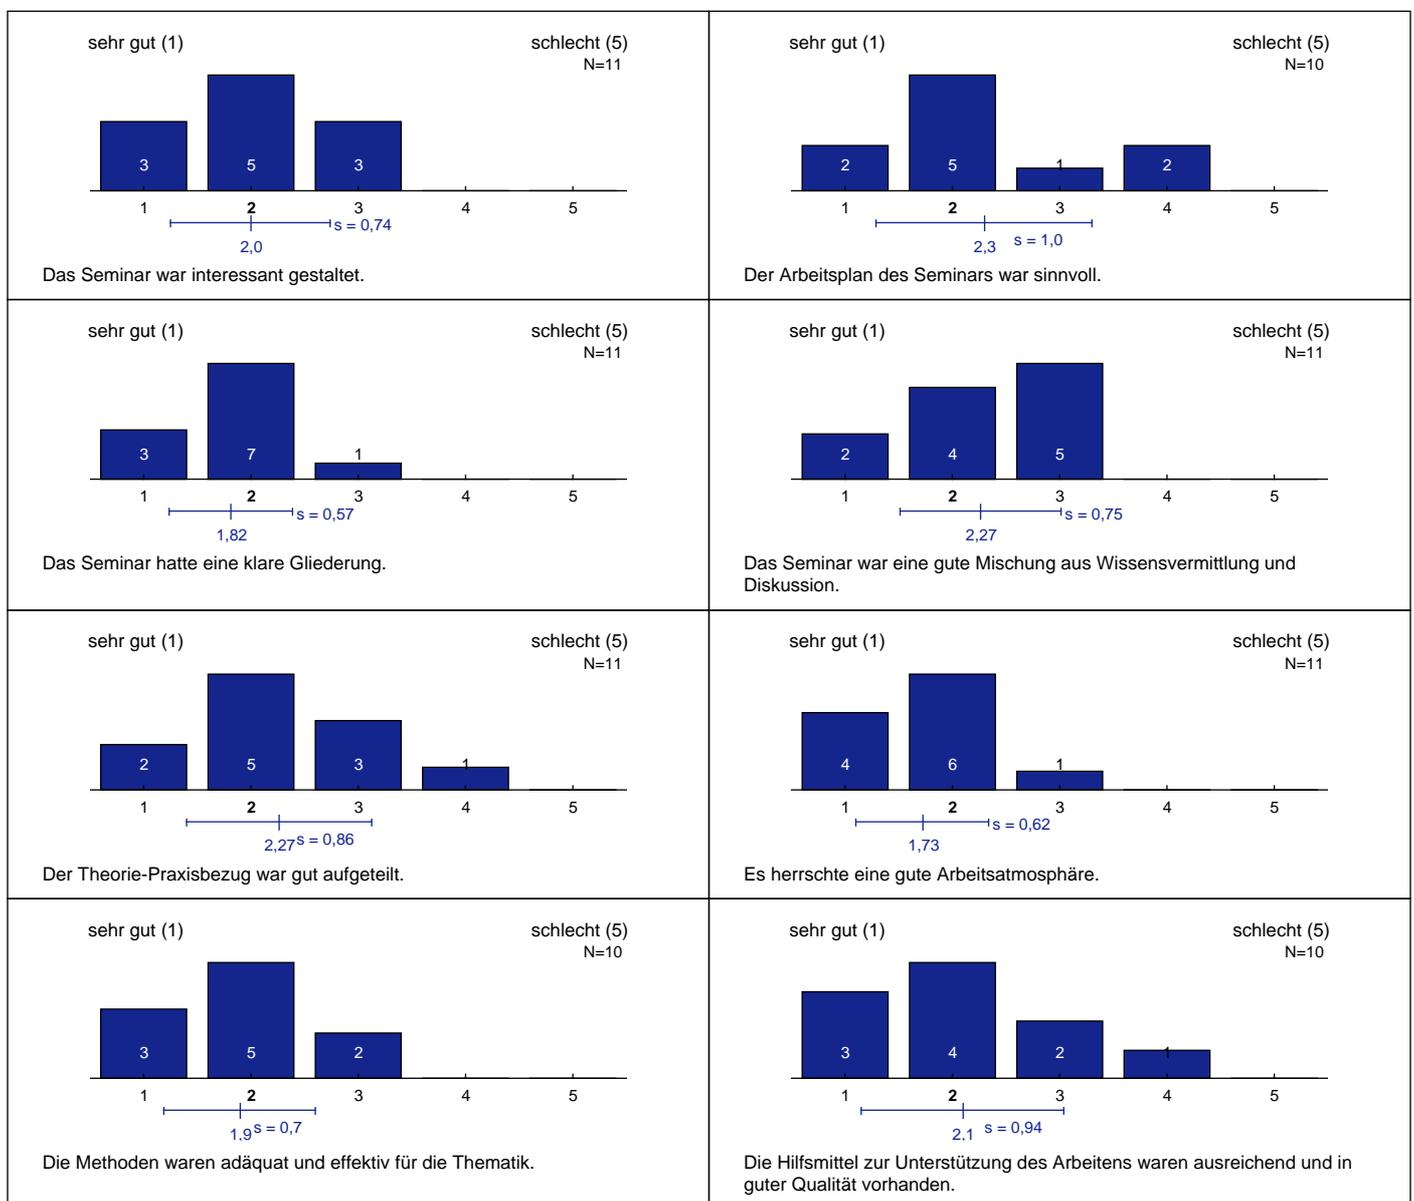 sehr gut (1) schlecht (5)
N=11
3 5 3
1 2 3 4 5
s = 0,74
2,0
Das Seminar war interessant gestaltet.
sehr gut (1) schlecht (5)
N=10
2 5 1 2
1 2 3 4 5
2,3 s = 1,0
Der Arbeitsplan des Seminars war sinnvoll.
sehr gut (1) schlecht (5)
N=11
3 7 1
1 2 3 4 5
s = 0,57
1,82
Das Seminar hatte eine klare Gliederung.
sehr gut (1) schlecht (5)
N=11
2 4 5
1 2 3 4 5
s = 0,75
2,27
Das Seminar war eine gute Mischung aus Wissensvermittlung und
Diskussion.
sehr gut (1) schlecht (5)
N=11
2 5 3 1
1 2 3 4 5
2,27 s = 0,86
Der Theorie-Praxisbezug war gut aufgeteilt.
sehr gut (1) schlecht (5)
N=11
4 6 1
1 2 3 4 5
s = 0,62
1,73
Es herrschte eine gute Arbeitsatmosphäre.
sehr gut (1) schlecht (5)
N=10
3 5 2
1 2 3 4 5
1,9 s = 0,7
Die Methoden waren adäquat und effektiv für die Thematik.
sehr gut (1) schlecht (5)
N=10
3 4 2 1
1 2 3 4 5
2,1 s = 0,94
Die Hilfsmittel zur Unterstützung des Arbeitens waren ausreichend und in
guter Qualität vorhanden.